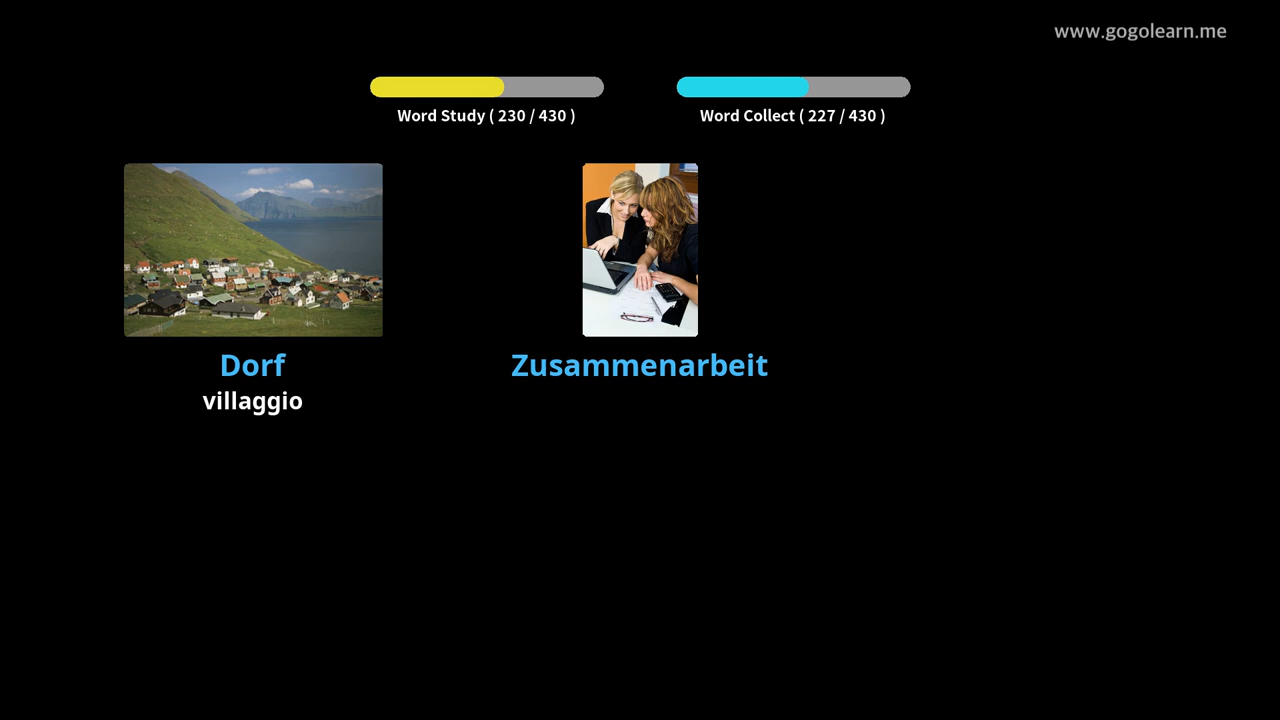 www.gogolearn.me
Word Study ( 230 / 430 )
Word Collect ( 227 / 430 )
Dorf
villaggio
Zusammenarbeit